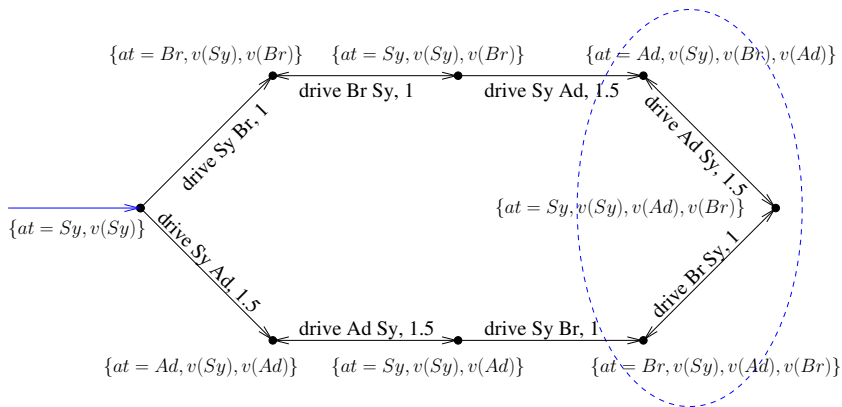 {at = Br, v(Sy), v(Br)}
{at = Sy, v(Sy), v(Br)}
{at = Ad, v(Sy), v(Br), v(Ad)}
drive Br Sy, 1
drive Sy Ad, 1.5
drive Sy Br, 1
drive Ad Sy, 1.5
{at = Sy, v(Sy)}
{at = Sy, v(Sy), v(Ad), v(Br)}
drive Sy Ad, 1.5
drive Br Sy, 1
drive Ad Sy, 1.5
drive Sy Br, 1
{at = Ad, v(Sy), v(Ad)}
{at = Sy, v(Sy), v(Ad)}
{at = Br, v(Sy), v(Ad), v(Br)}